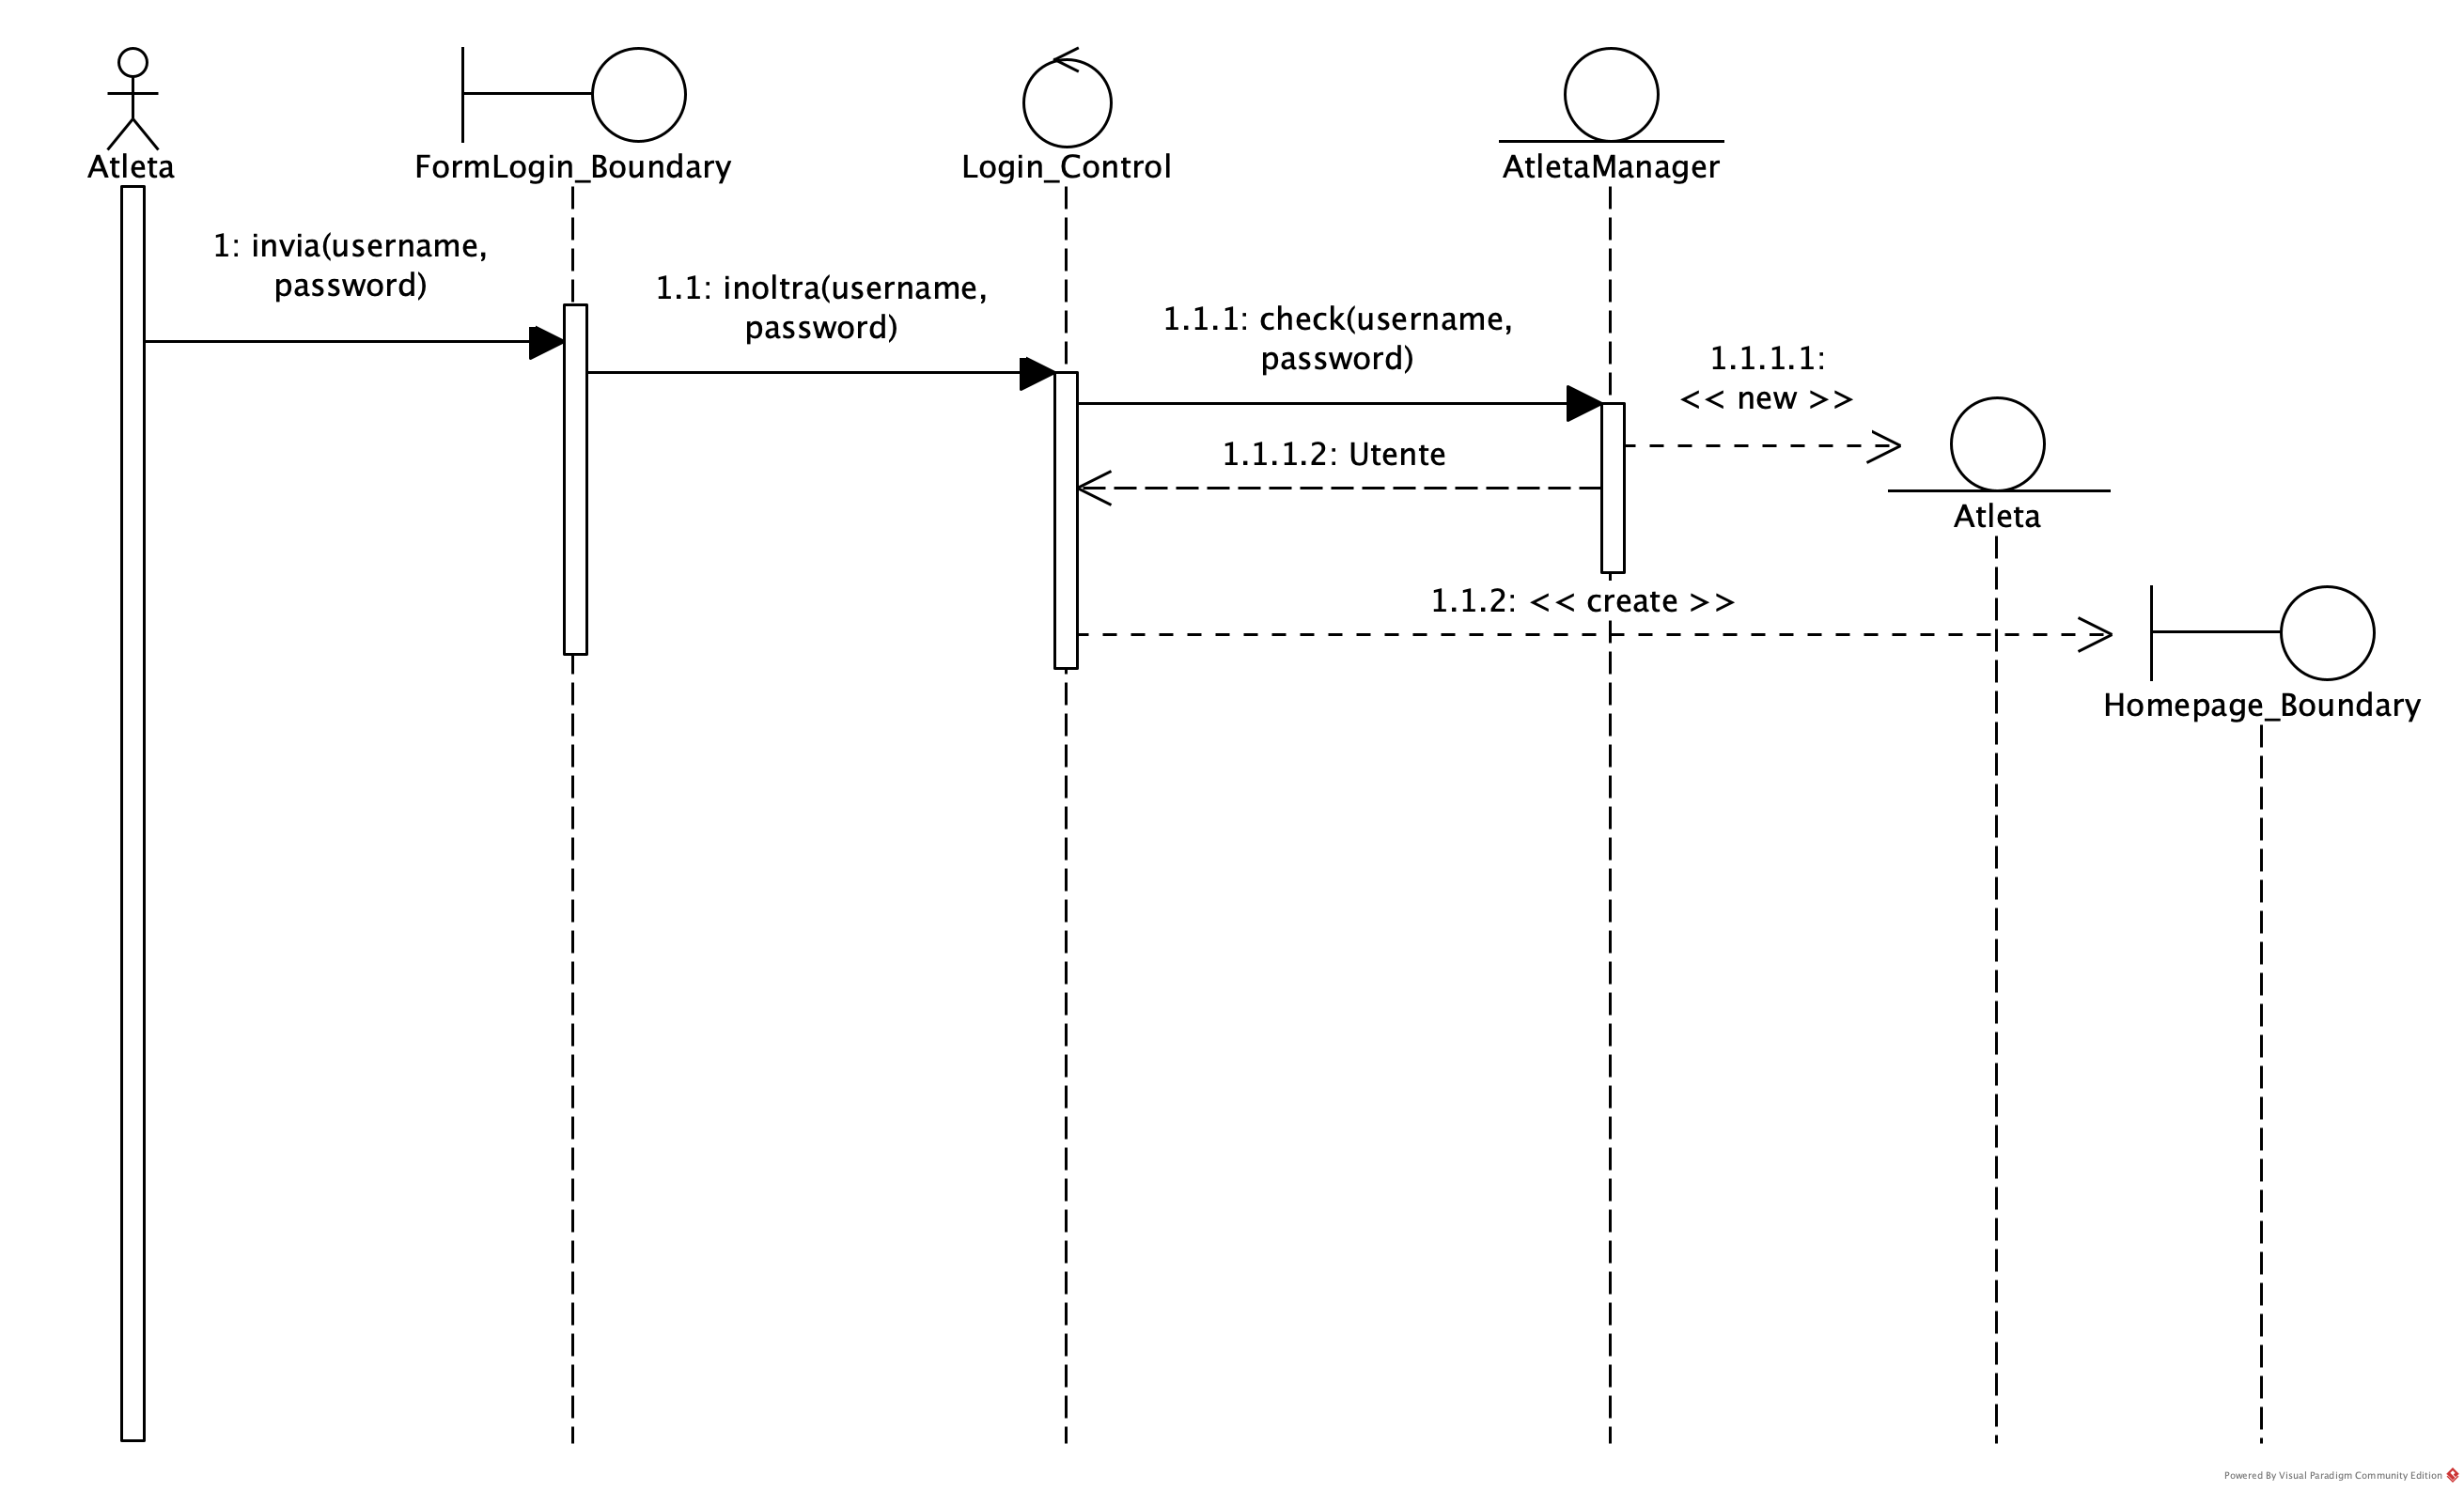 Atleta
FormLogin_Boundary
Login_Control
AtletaManager
1: invia(username,
password)
1.1: inoltra(username,
password)
1.1.1: check(username,
password)
1.1.1.1:
<< new >>
1.1.1.2: Utente
Atleta
1.1.2: << create >>
Homepage_Boundary
Powered By Visual Paradigm Community Edition